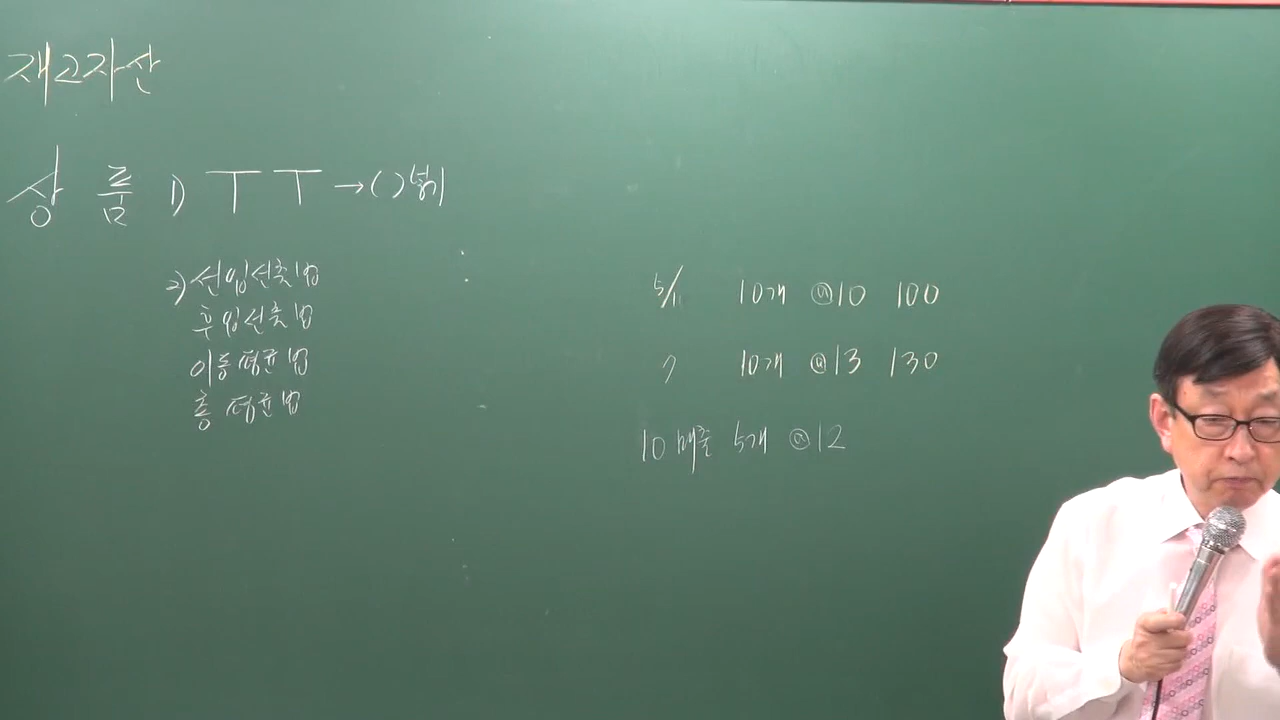 재고자산
상 품 1) T T → ( ) 넣기
2) 선입선출법
후입선출법
이동평균법
총 평균법
5/1 10개 @10 100
7 10개 @13 130
10 매출 5개 @12